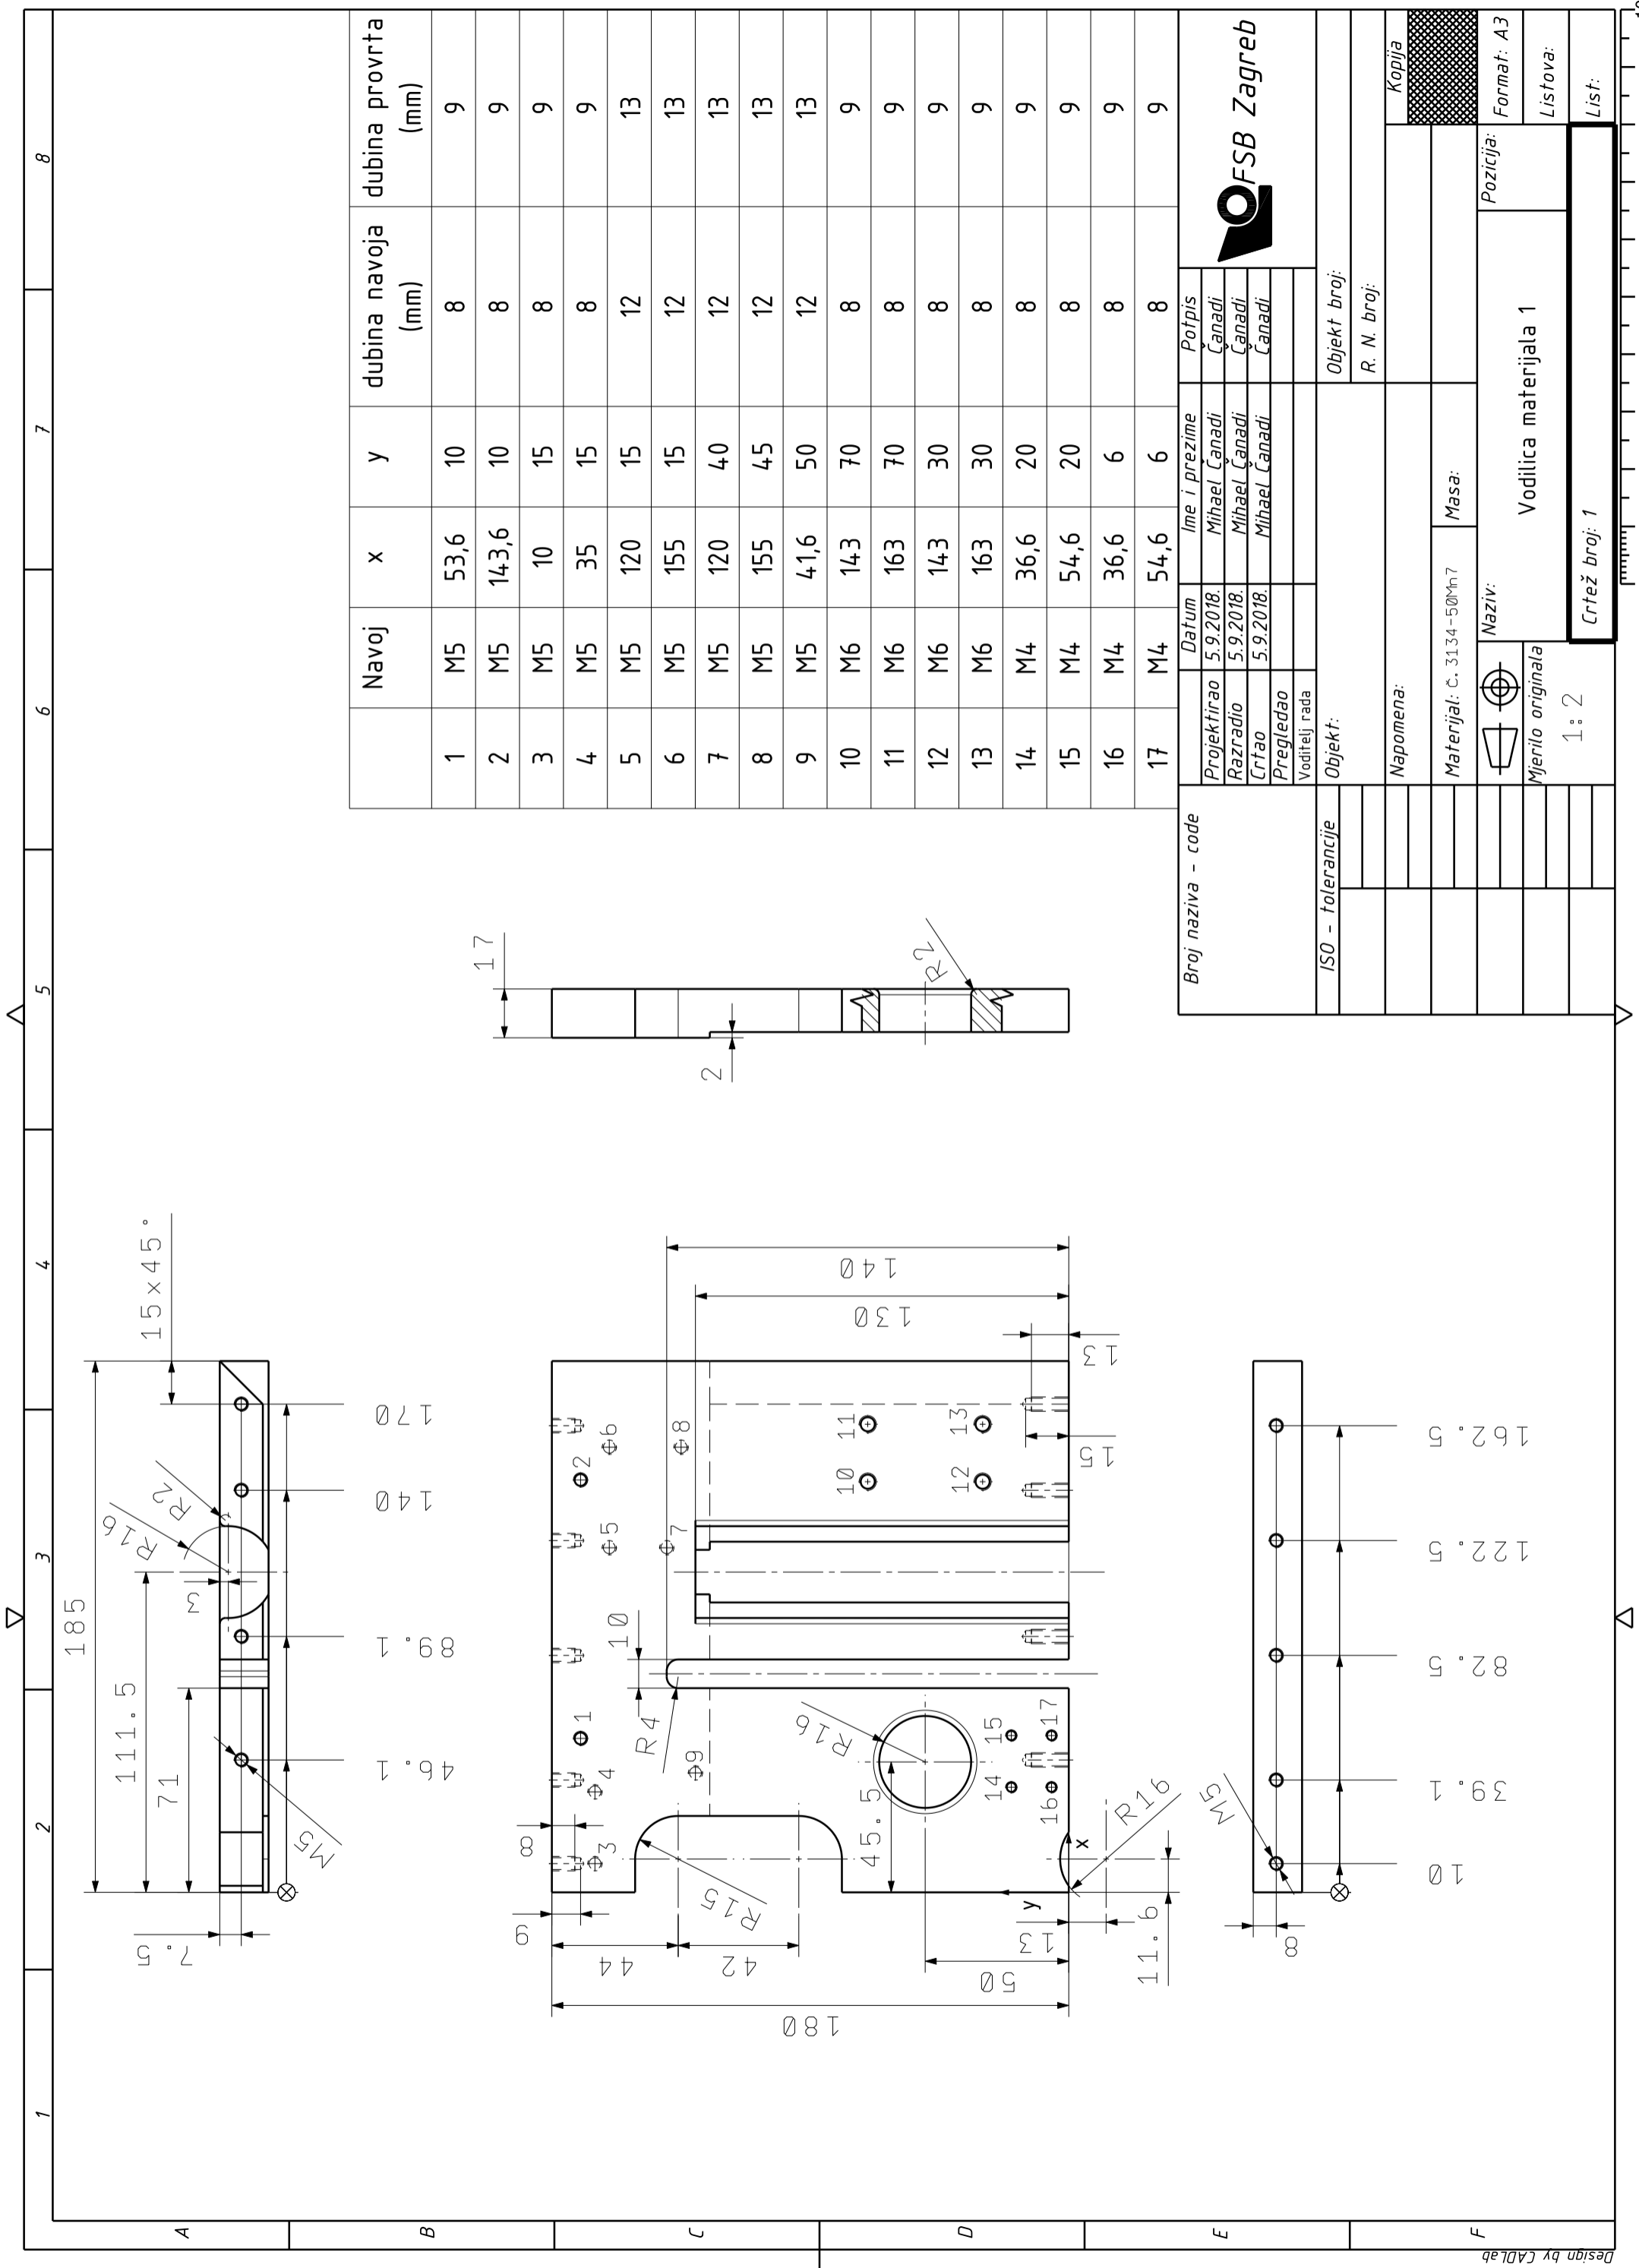 1 2 3 4 5 6 7 8
A
B
C
D
E
F
185
111.5
71
15x45°
R16
R2
3
7.5
M5
46.1 89.1 140 170
17
2
R2
9
8
44
42
180
50
13
11.6
45.5
R15
R4
10
R16
R16
140
130
13
15
x
y
1
2
3
4
5
6
7
8
9
10
11
12
13
14
15
16
17
M5
8
10 39.1 82.5 122.5 162.5
Navoj x y dubina navoja (mm) dubina provrta (mm)
1 M5 53,6 10 8 9
2 M5 143,6 10 8 9
3 M5 10 15 8 9
4 M5 35 15 8 9
5 M5 120 15 12 13
6 M5 155 15 12 13
7 M5 120 40 12 13
8 M5 155 45 12 13
9 M5 41,6 50 12 13
10 M6 143 70 8 9
11 M6 163 70 8 9
12 M6 143 30 8 9
13 M6 163 30 8 9
14 M4 36,6 20 8 9
15 M4 54,6 20 8 9
16 M4 36,6 6 8 9
17 M4 54,6 6 8 9
Broj naziva - code
Datum Ime i prezime Potpis
Projektirao 5.9.2018. Mihael Čanadi Čanadi
Razradio 5.9.2018. Mihael Čanadi Čanadi
Crtao 5.9.2018. Mihael Čanadi Čanadi
Pregledao
Voditelj rada
FSB Zagreb
ISO - tolerancije
Objekt:
Objekt broj:
R. N. broj:
Napomena:
Kopija
Materijal: Č. 3134-50Mn7
Masa:
Naziv:
Vodilica materijala 1
Pozicija:
Format: A3
Mjerilo originala
1:2
Listova:
Crtež broj: 1
List:
Design by CADLab